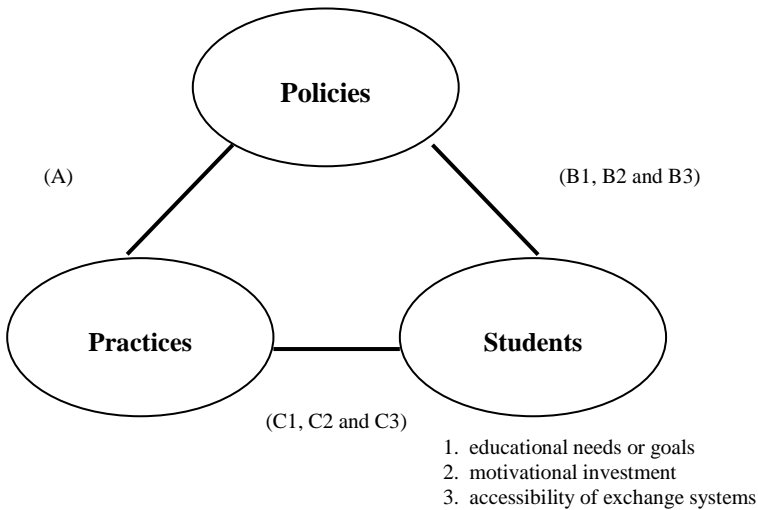 Policies
(A)
(B1, B2 and B3)
Practices
Students
(C1, C2 and C3)
1. educational needs or goals
2. motivational investment
3. accessibility of exchange systems